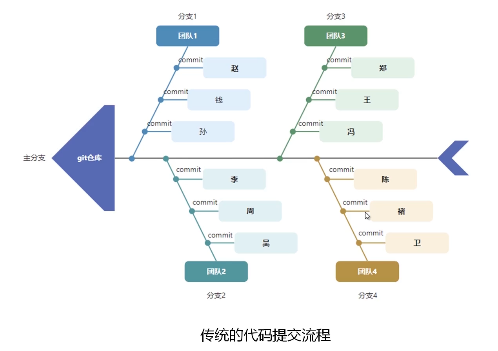 分支1
分支3
团队1
团队3
commit
赵
commit
郑
commit
钱
commit
王
commit
孙
commit
冯
主分支
git仓库
commit
李
commit
陈
commit
周
commit
褚
commit
吴
commit
卫
团队2
团队4
分支2
分支4
传统的代码提交流程